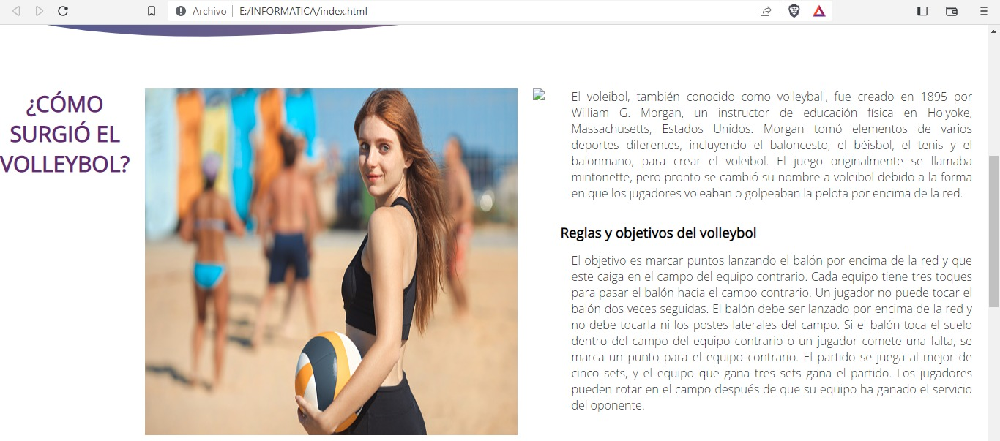 Archivo
E:/INFORMATICA/index.html
¿CÓMO
SURGIÓ EL
VOLLEYBOL?
El voleibol, también conocido como volleyball, fue creado en 1895 por
William G. Morgan, un instructor de educación física en Holyoke,
Massachusetts, Estados Unidos. Morgan tomó elementos de varios
deportes diferentes, incluyendo el baloncesto, el béisbol, el tenis y el
balonmano, para crear el voleibol. El juego originalmente se llamaba
mintonette, pero pronto se cambió su nombre a voleibol debido a la forma
en que los jugadores voleaban o golpeaban la pelota por encima de la red.
Reglas y objetivos del volleybol
El objetivo es marcar puntos lanzando el balón por encima de la red y que
este caiga en el campo del equipo contrario. Cada equipo tiene tres toques
para pasar el balón hacia el campo contrario. Un jugador no puede tocar el
balón dos veces seguidas. El balón debe ser lanzado por encima de la red y
no debe tocarla ni los postes laterales del campo. Si el balón toca el suelo
dentro del campo del equipo contrario o un jugador comete una falta, se
marca un punto para el equipo contrario. El partido se juega al mejor de
cinco sets, y el equipo que gana tres sets gana el partido. Los jugadores
pueden rotar en el campo después de que su equipo ha ganado el servicio
del oponente.